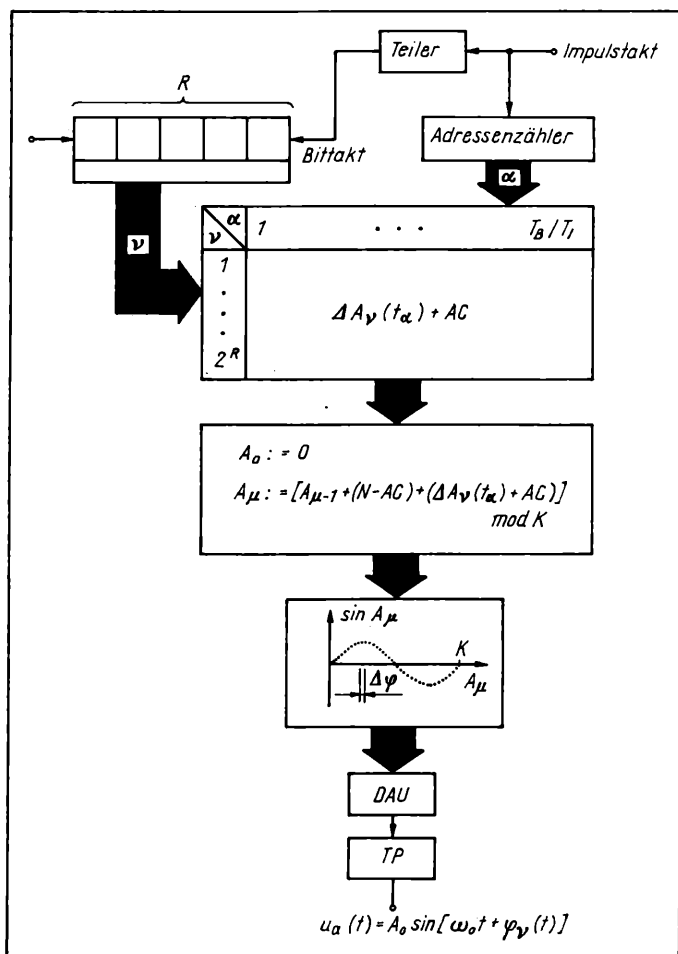 Teiler
Impulstakt
R
Bittakt
Adressenzähler
α
ν
α
ν
1 . . . T_B/T_I
1
.
.
.
2^R
ΔA_ν(t_α) + AC
A_0 := 0
A_μ := [A_μ-1 + (N-AC) + (ΔA_ν(t_α) + AC)]
mod K
sin A_μ
K
Δφ
A_μ
DAU
TP
u_a(t) = A_0 sin[ω_0 t + φ_ν(t)]